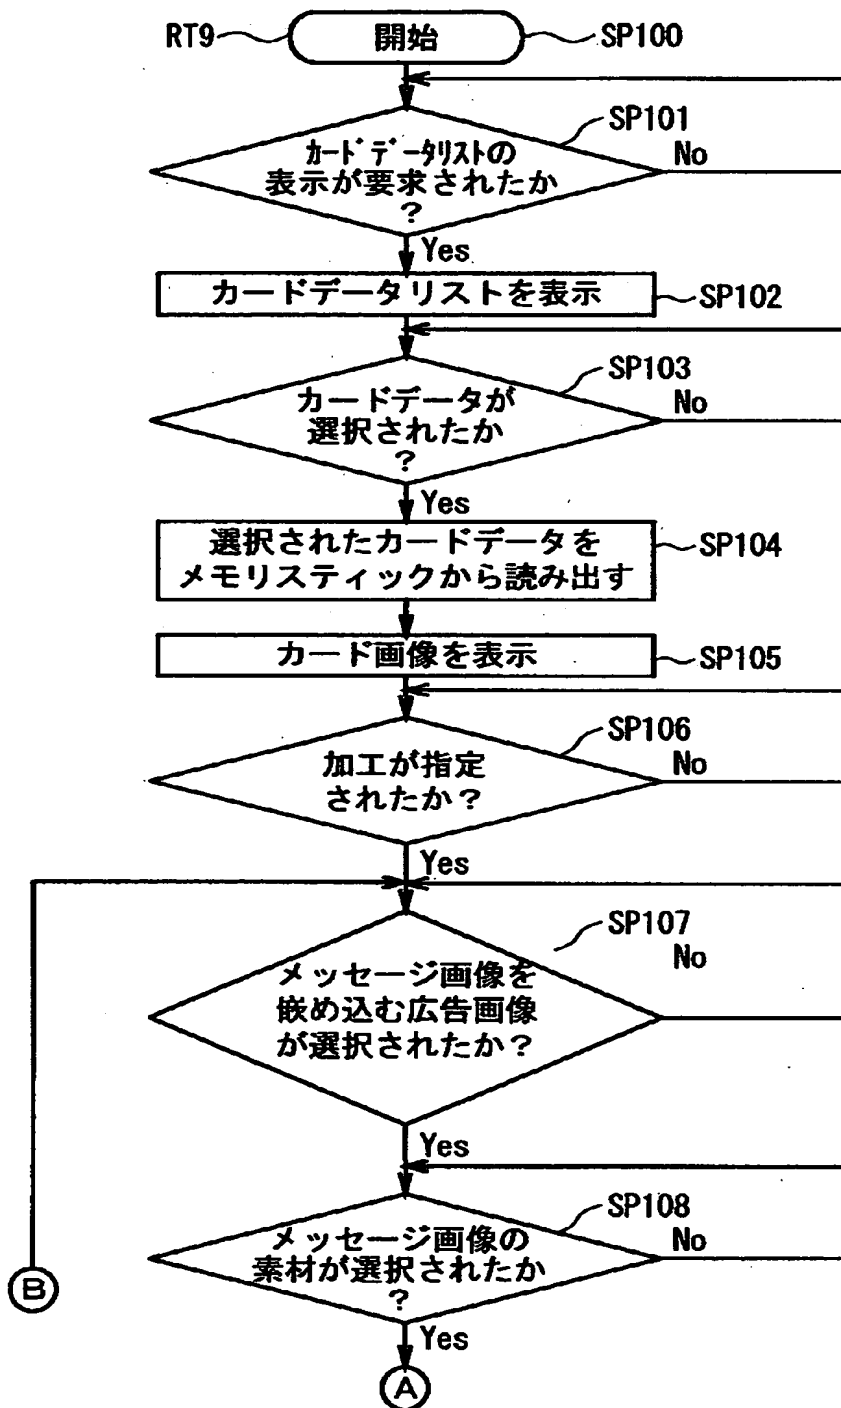 RT9
開始
SP100
SP101
カードデータリストの
表示が要求されたか
?
No
Yes
カードデータリストを表示
SP102
SP103
カードデータが
選択されたか
?
No
Yes
選択されたカードデータを
メモリスティックから読み出す
SP104
カード画像を表示
SP105
SP106
加工が指定
されたか?
No
Yes
SP107
メッセージ画像を
嵌め込む広告画像
が選択されたか?
No
Yes
SP108
メッセージ画像の
素材が選択されたか
?
No
B
Yes
A